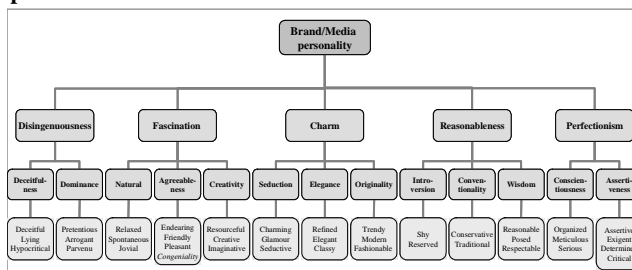 Brand/Media
personality
Disingenuousness
Fascination
Charm
Reasonableness
Perfectionism
Deceitful-
ness
Dominance
Natural
Agreeable-
ness
Creativity
Seduction
Elegance
Originality
Intro-
version
Conven-
tionality
Wisdom
Conscien-
tiousness
Asserti-
veness
Deceitful
Lying
Hypocritical
Pretentious
Arrogant
Parvenu
Relaxed
Spontaneous
Jovial
Endearing
Friendly
Pleasant
Congeniality
Resourceful
Creative
Imaginative
Charming
Glamour
Seductive
Refined
Elegant
Classy
Trendy
Modern
Fashionable
Shy
Reserved
Conservative
Traditional
Reasonable
Posed
Respectable
Organized
Meticulous
Serious
Assertive
Exigent
Determined
Critical